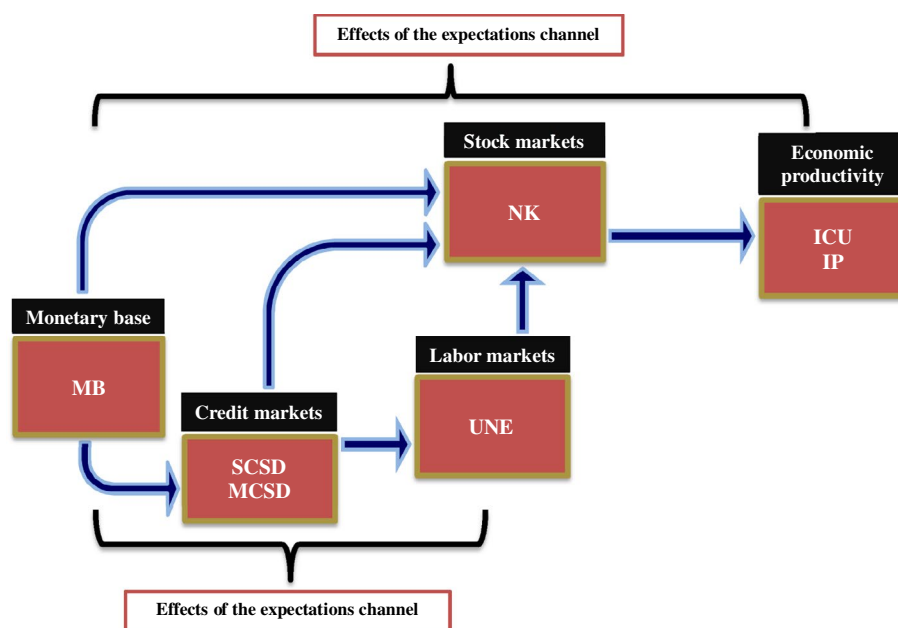 Effects of the expectations channel
Stock markets
NK
Economic
productivity
ICU
IP
Monetary base
MB
Credit markets
SCSD
MCSD
Labor markets
UNE
Effects of the expectations channel